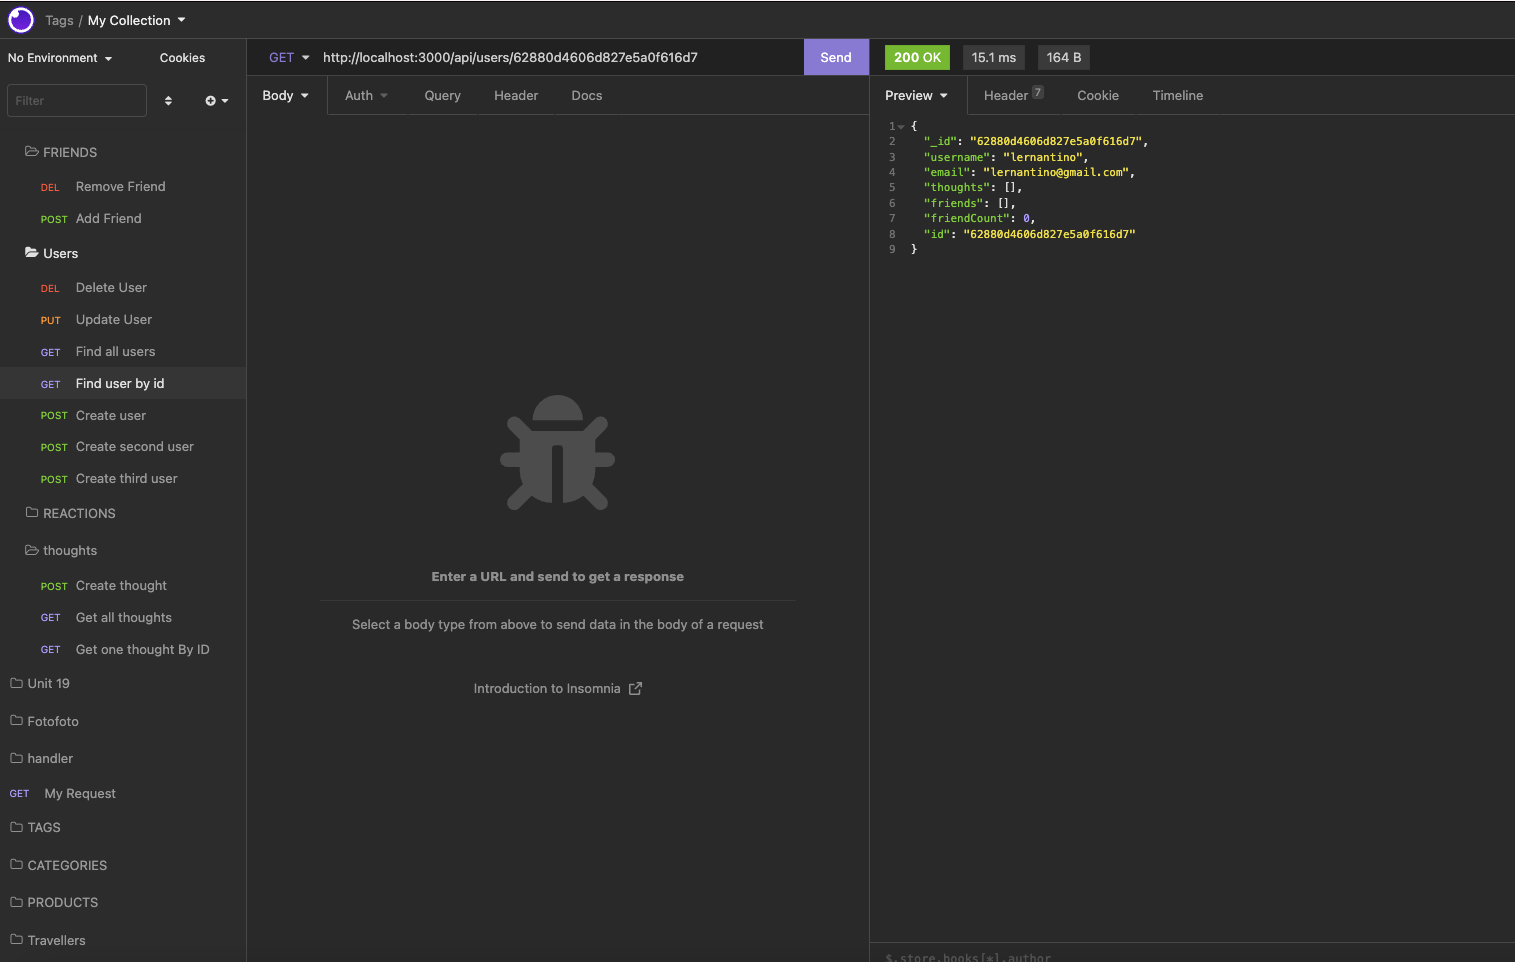 Tags / My Collection
No Environment
Cookies
Filter
FRIENDS
DEL Remove Friend
POST Add Friend
Users
DEL Delete User
PUT Update User
GET Find all users
GET Find user by id
POST Create user
POST Create second user
POST Create third user
REACTIONS
thoughts
POST Create thought
GET Get all thoughts
GET Get one thought By ID
Unit 19
Fotofoto
handler
GET My Request
TAGS
CATEGORIES
PRODUCTS
Travellers
GET http://localhost:3000/api/users/62880d4606d827e5a0f616d7 Send
Body Auth Query Header Docs
Enter a URL and send to get a response
Select a body type from above to send data in the body of a request
Introduction to Insomnia
200 OK 15.1 ms 164 B
Preview Header 7 Cookie Timeline
1 {
2 "_id": "62880d4606d827e5a0f616d7",
3 "username": "lernantino",
4 "email": "lernantino@gmail.com",
5 "thoughts": [],
6 "friends": [],
7 "friendCount": 0,
8 "id": "62880d4606d827e5a0f616d7"
9 }
$.store.books[*].author